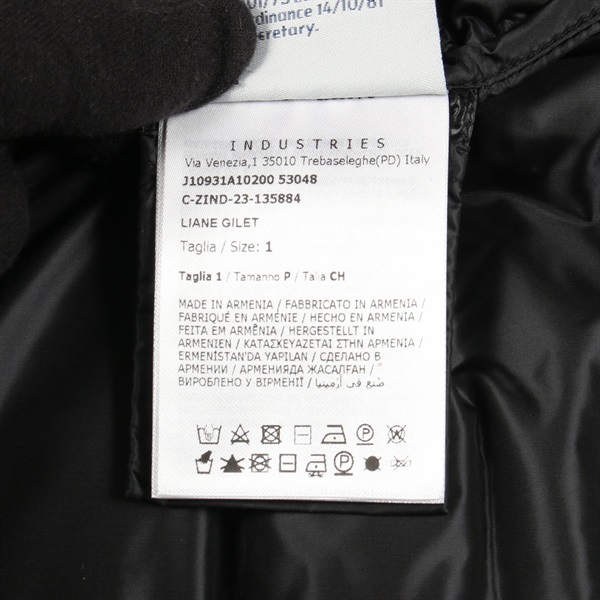 dinance 14/10/81
cretary.
INDUSTRIES
Via Venezia,1 35010 Trebaseleghe(PD) Italy
J10931A10200 53048
C-ZIND-23-135884
LIANE GILET
Taglia / Size: 1
Taglia 1 / Tamanho P / Talla CH
MADE IN ARMENIA / FABBRICATO IN ARMENIA /
FABRIQUÉ EN ARMÉNIE / HECHO EN ARMENIA /
FEITA EM ARMÊNIA / HERGESTELLT IN
ARMENIEN / ΚΑΤΑΣΚΕΥΑΖΕΤΑΙ ΣΤΗΝ ΑΡΜΕΝΙΑ /
ERMENİSTAN'DA YAPILAN / СДЕЛАНО В
АРМЕНИИ / АРМЕНИЯДА ЖАСАЛҒАН /
ВИРОБЛЕНО У ВІРМЕНІЇ / صنع في أرمينيا